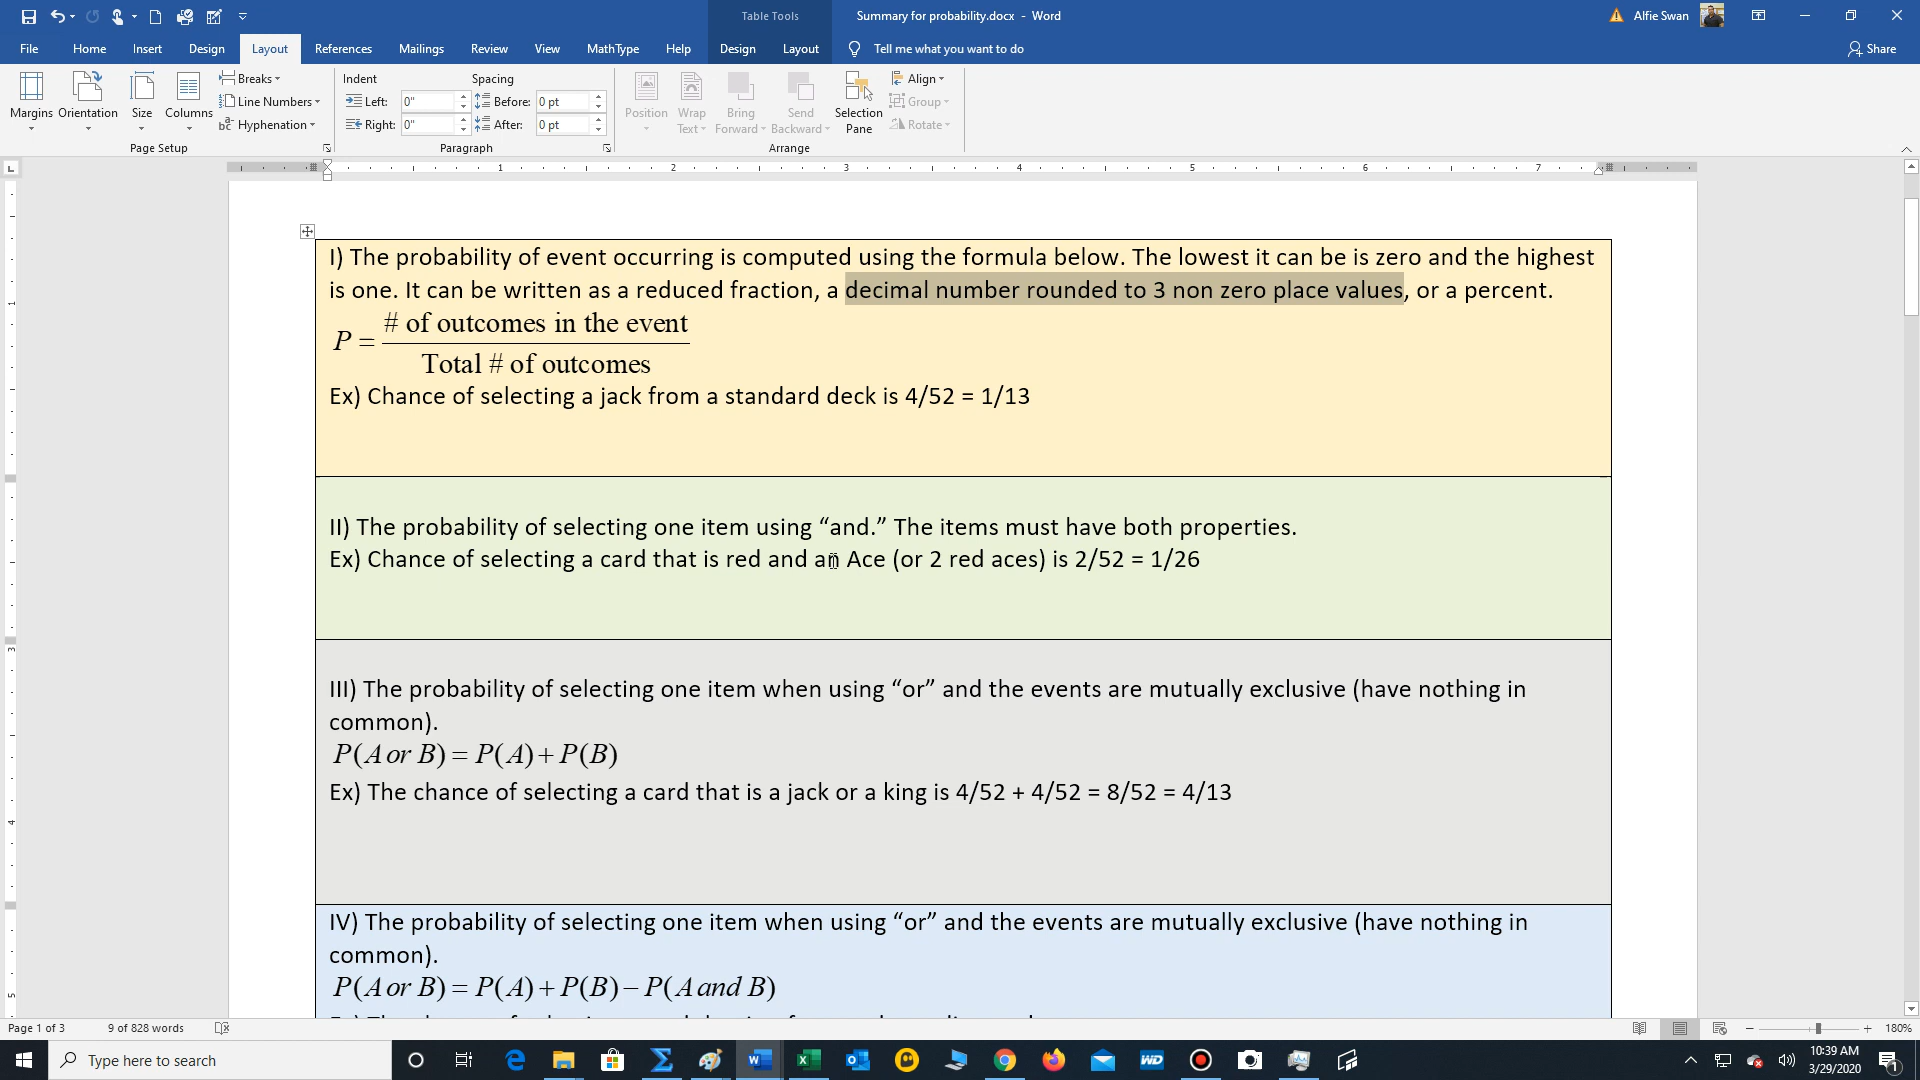 Table Tools
Summary for probability.docx - Word
Alfie Swan
File Home Insert Design Layout References Mailings Review View MathType Help Design Layout Tell me what you want to do Share
Margins
Orientation
Size
Columns
Breaks
Line Numbers
Hyphenation
Page Setup
Indent
Left: 0"
Right: 0"
Spacing
Before: 0 pt
After: 0 pt
Paragraph
Position
Wrap Text
Bring Forward
Send Backward
Selection Pane
Align
Group
Rotate
Arrange
1 2 3 4 5 6 7
I) The probability of event occurring is computed using the formula below. The lowest it can be is zero and the highest
is one. It can be written as a reduced fraction, a decimal number rounded to 3 non zero place values, or a percent.
P = # of outcomes in the event / Total # of outcomes
Ex) Chance of selecting a jack from a standard deck is 4/52 = 1/13
II) The probability of selecting one item using “and.” The items must have both properties.
Ex) Chance of selecting a card that is red and an Ace (or 2 red aces) is 2/52 = 1/26
III) The probability of selecting one item when using “or” and the events are mutually exclusive (have nothing in
common).
P(A or B) = P(A) + P(B)
Ex) The chance of selecting a card that is a jack or a king is 4/52 + 4/52 = 8/52 = 4/13
IV) The probability of selecting one item when using “or” and the events are mutually exclusive (have nothing in
common).
P(A or B) = P(A) + P(B) − P(A and B)
Page 1 of 3 9 of 828 words 180%
Type here to search
10:39 AM
3/29/2020